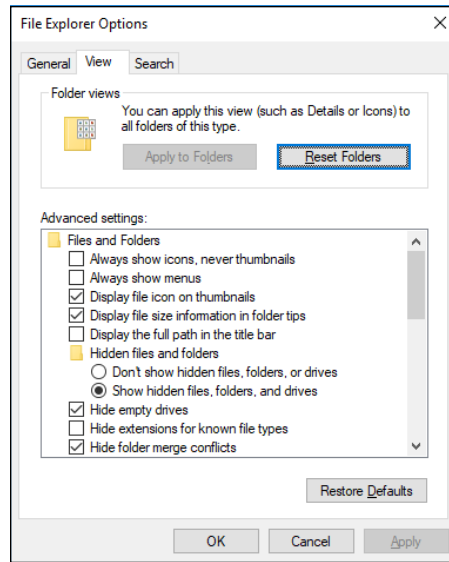 File Explorer Options
General View Search
Folder views
You can apply this view (such as Details or Icons) to
all folders of this type.
Apply to Folders Reset Folders
Advanced settings:
Files and Folders
Always show icons, never thumbnails
Always show menus
Display file icon on thumbnails
Display file size information in folder tips
Display the full path in the title bar
Hidden files and folders
Don't show hidden files, folders, or drives
Show hidden files, folders, and drives
Hide empty drives
Hide extensions for known file types
Hide folder merge conflicts
Restore Defaults
OK Cancel Apply